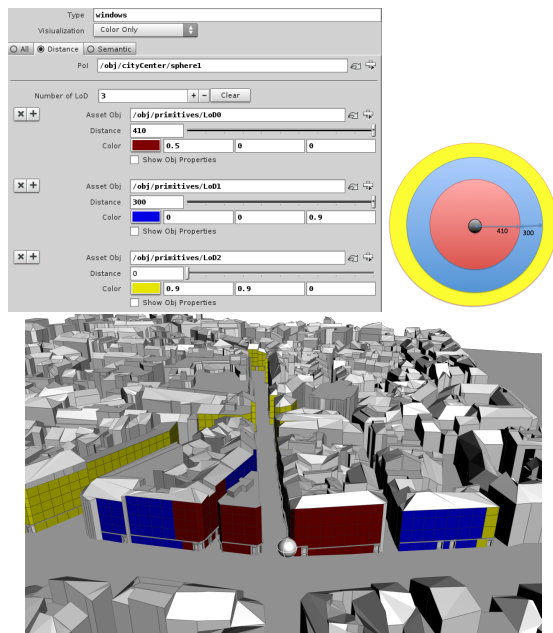 Type windows
Visiualization Color Only
All Distance Semantic
PoI /obj/cityCenter/sphere1
Number of LoD 3 + - Clear
Asset Obj /obj/primitives/LoD0
Distance 410
Color 0.5 0 0
Show Obj Properties
Asset Obj /obj/primitives/LoD1
Distance 300
Color 0 0 0.9
Show Obj Properties
Asset Obj /obj/primitives/LoD2
Distance 0
Color 0.9 0.9 0
Show Obj Properties
410 300